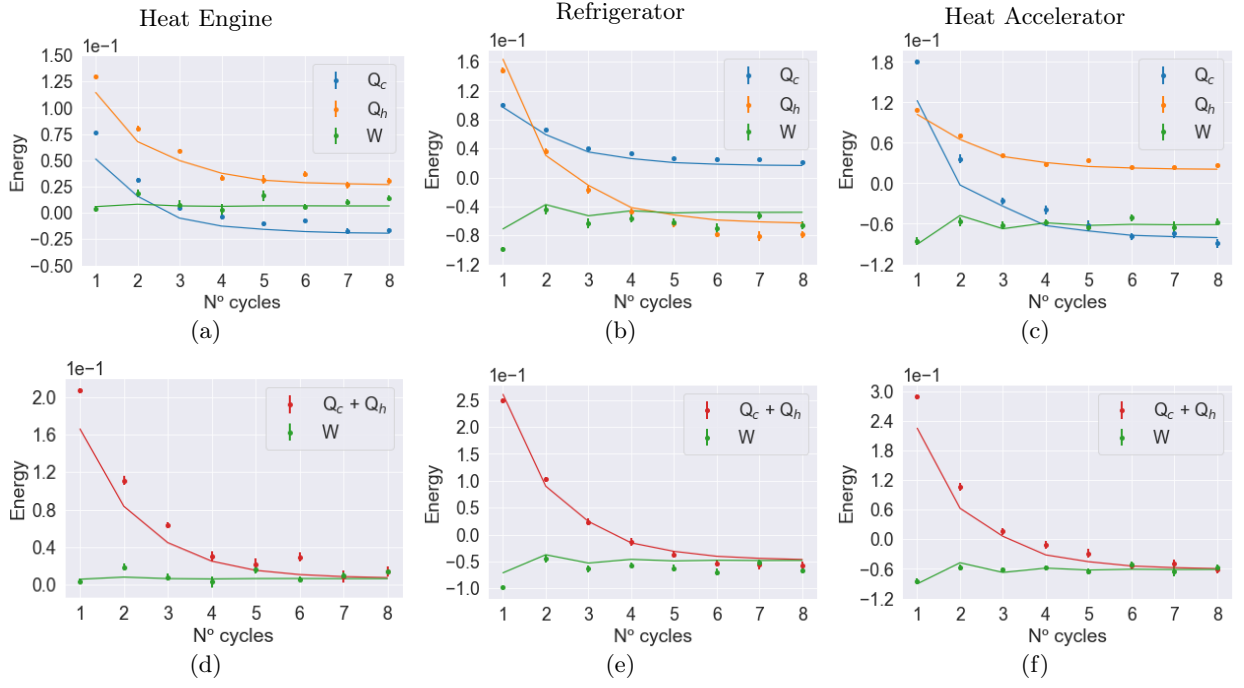 Heat Engine
Refrigerator
Heat Accelerator
1e−1
1.50
1.25
1.00
0.75
0.50
0.25
0.00
−0.25
−0.50
Energy
Q_c
Q_h
W
1 2 3 4 5 6 7 8
Nº cycles
(a)
1e−1
1.6
1.2
0.8
0.4
0.0
−0.4
−0.8
−1.2
Energy
Q_c
Q_h
W
1 2 3 4 5 6 7 8
Nº cycles
(b)
1e−1
1.8
1.2
0.6
0.0
−0.6
−1.2
Energy
Q_c
Q_h
W
1 2 3 4 5 6 7 8
Nº cycles
(c)
1e−1
2.0
1.6
1.2
0.8
0.4
0.0
Energy
Q_c + Q_h
W
1 2 3 4 5 6 7 8
Nº cycles
(d)
1e−1
2.5
2.0
1.5
1.0
0.5
0.0
−0.5
−1.0
Energy
Q_c + Q_h
W
1 2 3 4 5 6 7 8
Nº cycles
(e)
1e−1
3.0
2.4
1.8
1.2
0.6
0.0
−0.6
−1.2
Energy
Q_c + Q_h
W
1 2 3 4 5 6 7 8
Nº cycles
(f)